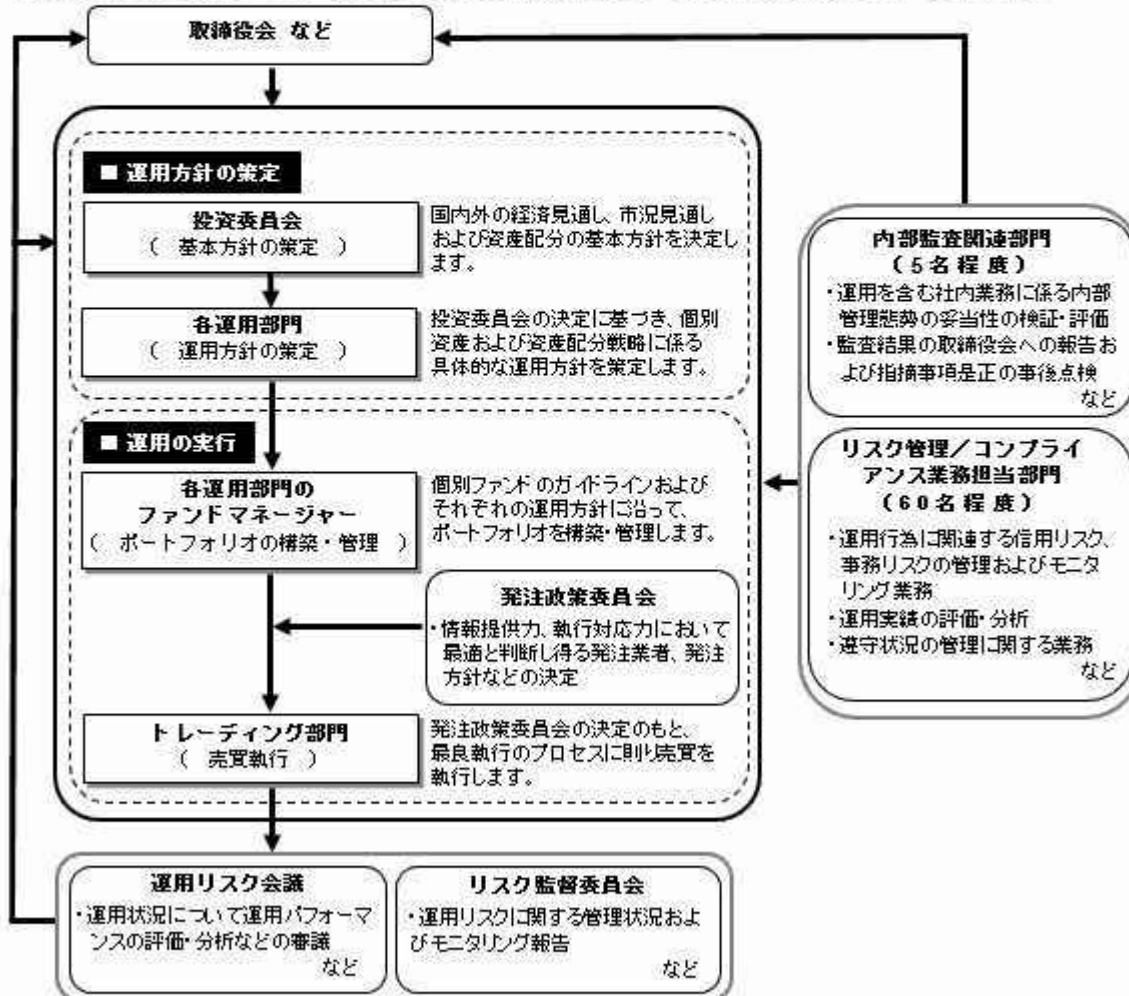 取締役会 など
■ 運用方針の策定
投資委員会
( 基本方針の策定 )
国内外の経済見通し、市況見通し
および資産配分の基本方針を決定し
ます。
各運用部門
( 運用方針の策定 )
投資委員会の決定に基づき、個別
資産および資産配分戦略に係る
具体的な運用方針を策定します。
■ 運用の実行
各運用部門の
ファンドマネージャー
( ポートフォリオの構築・管理 )
個別ファンドのガイドラインおよび
それぞれの運用方針に沿って、
ポートフォリオを構築・管理します。
発注政策委員会
・情報提供力、執行対応力において
最適と判断し得る発注業者、発注
方針などの決定
トレーディング部門
( 売買執行 )
発注政策委員会の決定のもと、
最良執行のプロセスに則り売買を
執行します。
内部監査関連部門
(5名程度)
・運用を含む社内業務に係る内部
管理態勢の妥当性の検証・評価
・監査結果の取締役会への報告お
よび指摘事項是正の事後点検
など
リスク管理/コンプライ
アンス業務担当部門
(60名程度)
・運用行為に関連する信用リスク、
事務リスクの管理およびモニタ
リング業務
・運用実績の評価・分析
・遵守状況の管理に関する業務
など
運用リスク会議
・運用状況について運用パフォーマ
ンスの評価・分析などの審議
など
リスク監督委員会
・運用リスクに関する管理状況およ
びモニタリング報告
など